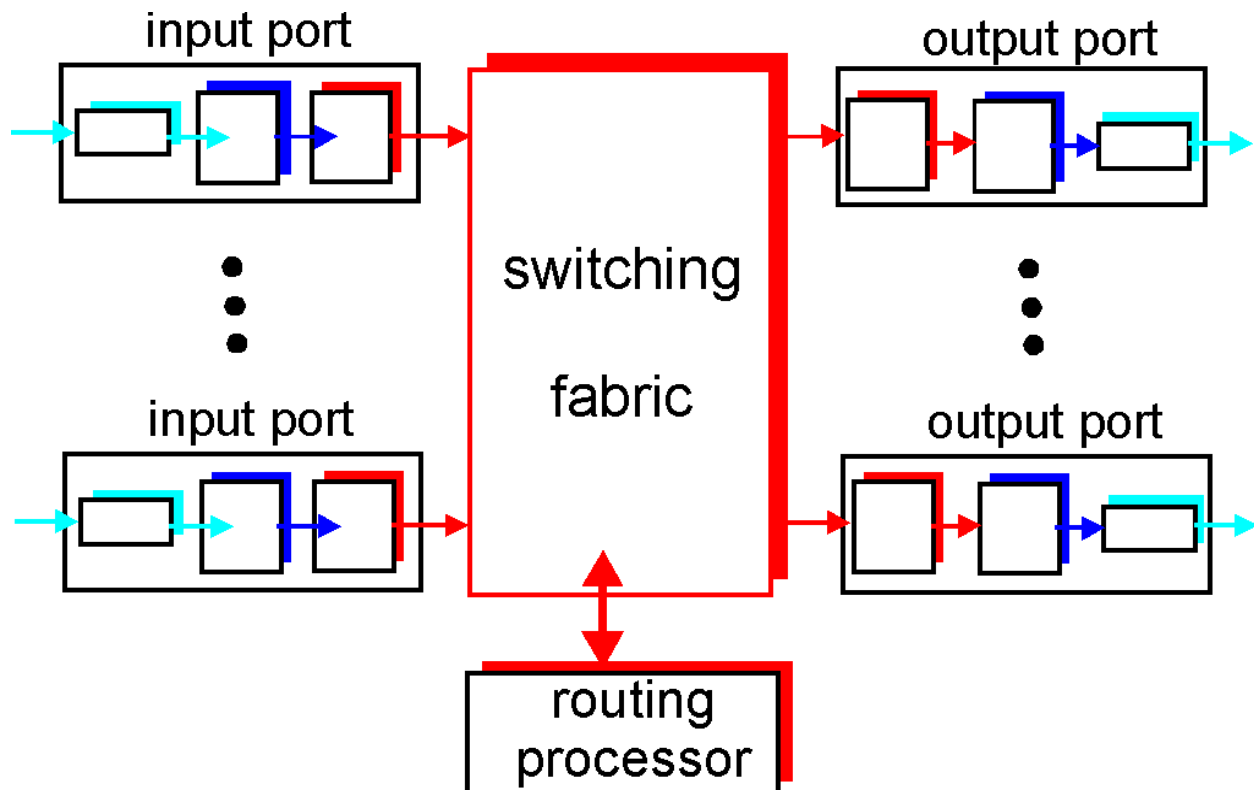 input port
output port
switching
fabric
input port
output port
routing
processor